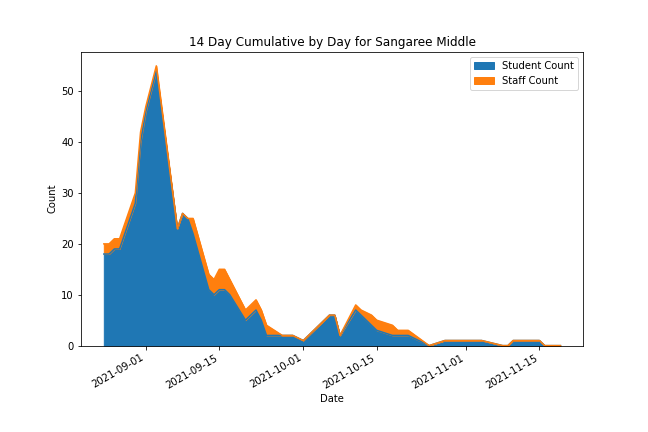 14 Day Cumulative by Day for Sangaree Middle
Student Count
Staff Count
50
40
30
20
10
0
Count
2021-09-01
2021-09-15
2021-10-01
2021-10-15
2021-11-01
2021-11-15
Date